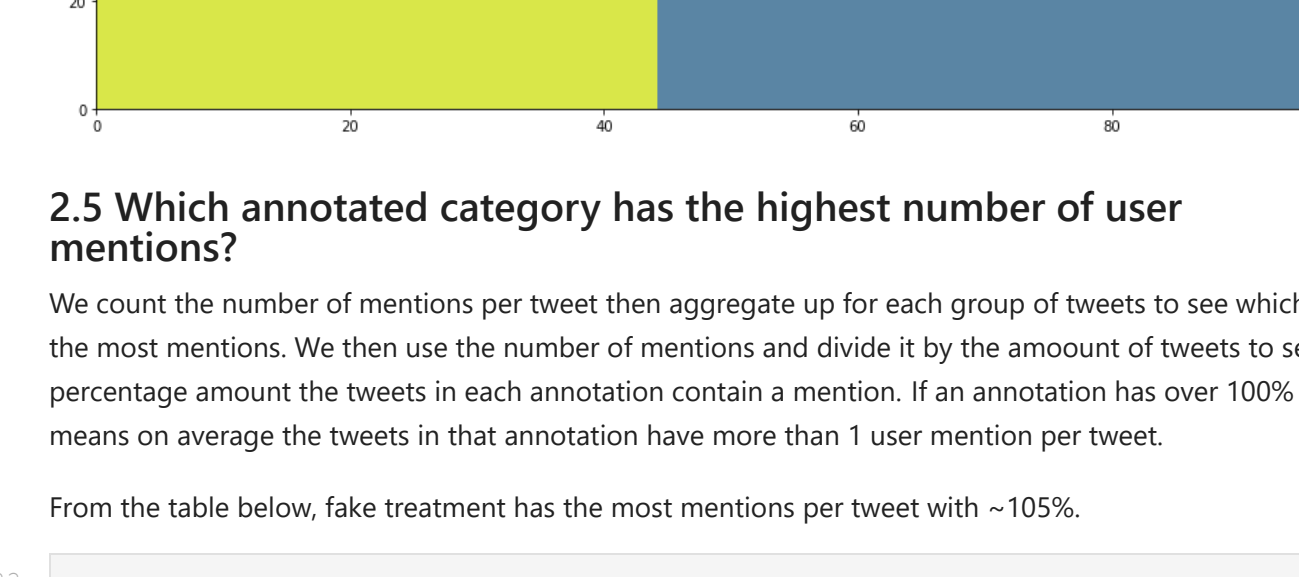 20
0
0 20 40 60 80
2.5 Which annotated category has the highest number of user
mentions?
We count the number of mentions per tweet then aggregate up for each group of tweets to see which
the most mentions. We then use the number of mentions and divide it by the amoount of tweets to
percentage amount the tweets in each annotation contain a mention. If an annotation has over 100%
means on average the tweets in that annotation have more than 1 user mention per tweet.
From the table below, fake treatment has the most mentions per tweet with ~105%.